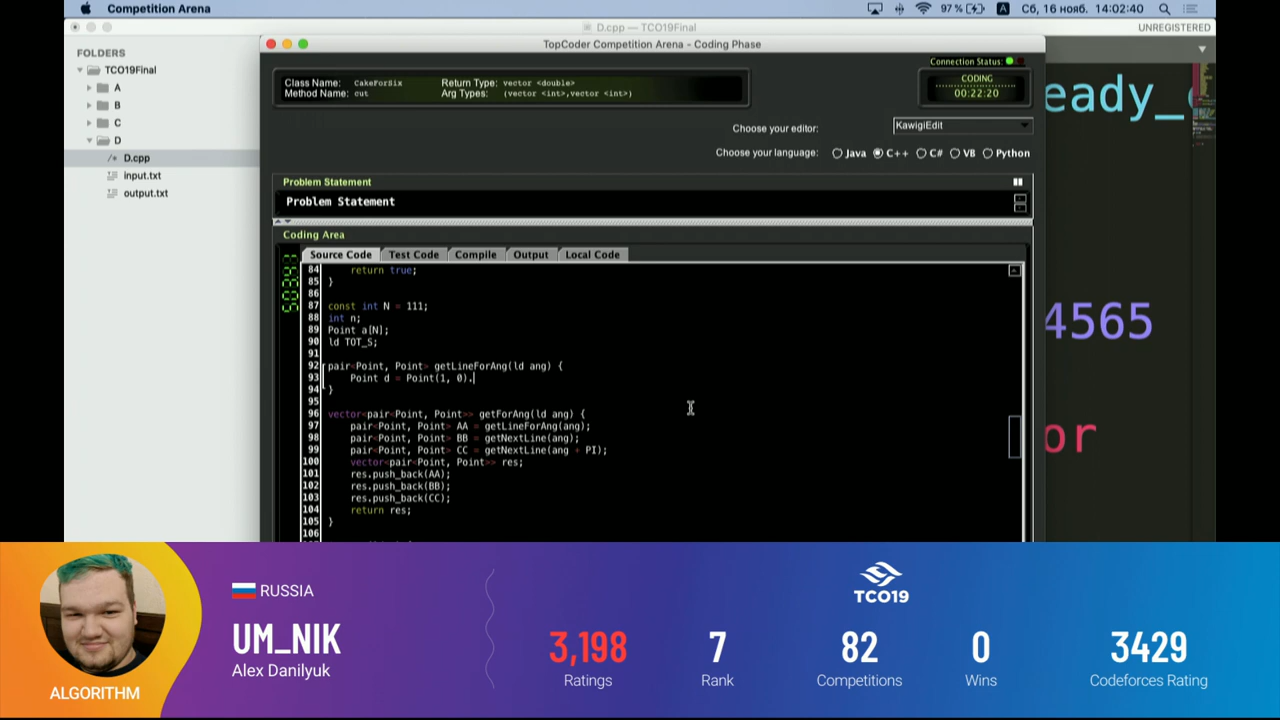 Competition Arena
97 %
A
Сб, 16 нояб. 14:02:40
D.cpp — TCO19Final
UNREGISTERED
FOLDERS
TCO19Final
A
B
C
D
D.cpp
input.txt
output.txt
TopCoder Competition Arena - Coding Phase
Connection Status:
Class Name: CakeForSix Return Type: vector <double>
Method Name: cut Arg Types: (vector <int>,vector <int>)
CODING
00:22:20
Choose your editor: KawigiEdit
Choose your language: Java C++ C# VB Python
Problem Statement
Problem Statement
Coding Area
Source Code Test Code Compile Output Local Code
84 return true;
85 }
86
87 const int N = 111;
88 int n;
89 Point a[N];
90 ld TOT_S;
91
92 pair<Point, Point> getLineForAng(ld ang) {
93 Point d = Point(1, 0).
94 }
95
96 vector<pair<Point, Point>> getForAng(ld ang) {
97 pair<Point, Point> AA = getLineForAng(ang);
98 pair<Point, Point> BB = getNextLine(ang);
99 pair<Point, Point> CC = getNextLine(ang + PI);
100 vector<pair<Point, Point>> res;
101 res.push_back(AA);
102 res.push_back(BB);
103 res.push_back(CC);
104 return res;
105 }
106
eady_
4565
or
RUSSIA
UM_NIK
Alex Danilyuk
ALGORITHM
TCO19
3,198 7 82 0 3429
Ratings Rank Competitions Wins Codeforces Rating